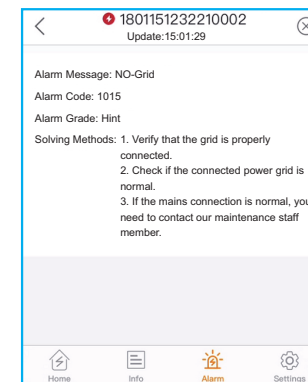 1801151232210002
Update:15:01:29
Alarm Message: NO-Grid
Alarm Code: 1015
Alarm Grade: Hint
Solving Methods: 1. Verify that the grid is properly
connected.
2. Check if the connected power grid is
normal.
3. If the mains connection is normal, you
need to contact our maintenance staff
member.
Home Info Alarm Settings